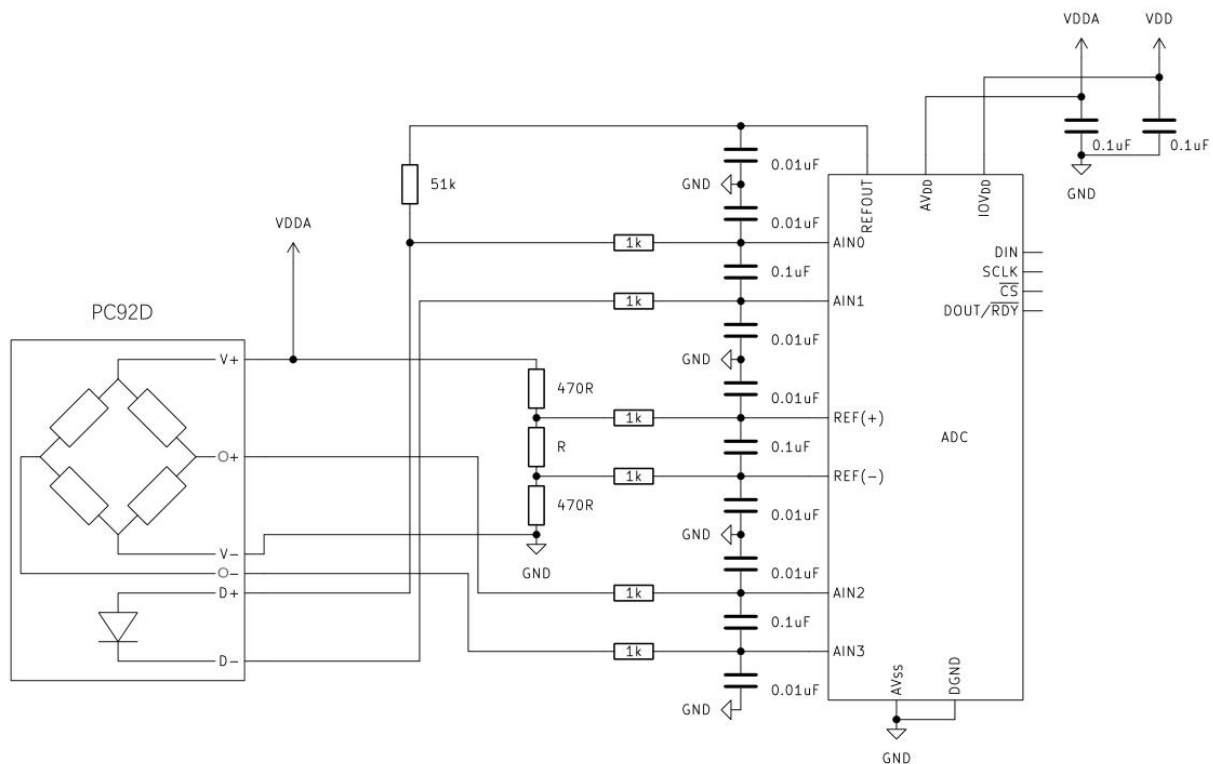 VDDA
VDD
0.1uF
0.1uF
GND
51k
0.01uF
GND
0.01uF
REFOUT
AVDD
IOVDD
VDDA
1k
AIN0
0.1uF
DIN
SCLK
CS
DOUT/RDY
1k
AIN1
PC92D
0.01uF
GND
V+
470R
0.01uF
1k
REF(+)
ADC
R
0.1uF
O+
1k
REF(-)
470R
0.01uF
GND
V-
O-
GND
0.01uF
D+
1k
AIN2
0.1uF
D-
1k
AIN3
0.01uF
GND
AVSS
DGND
GND